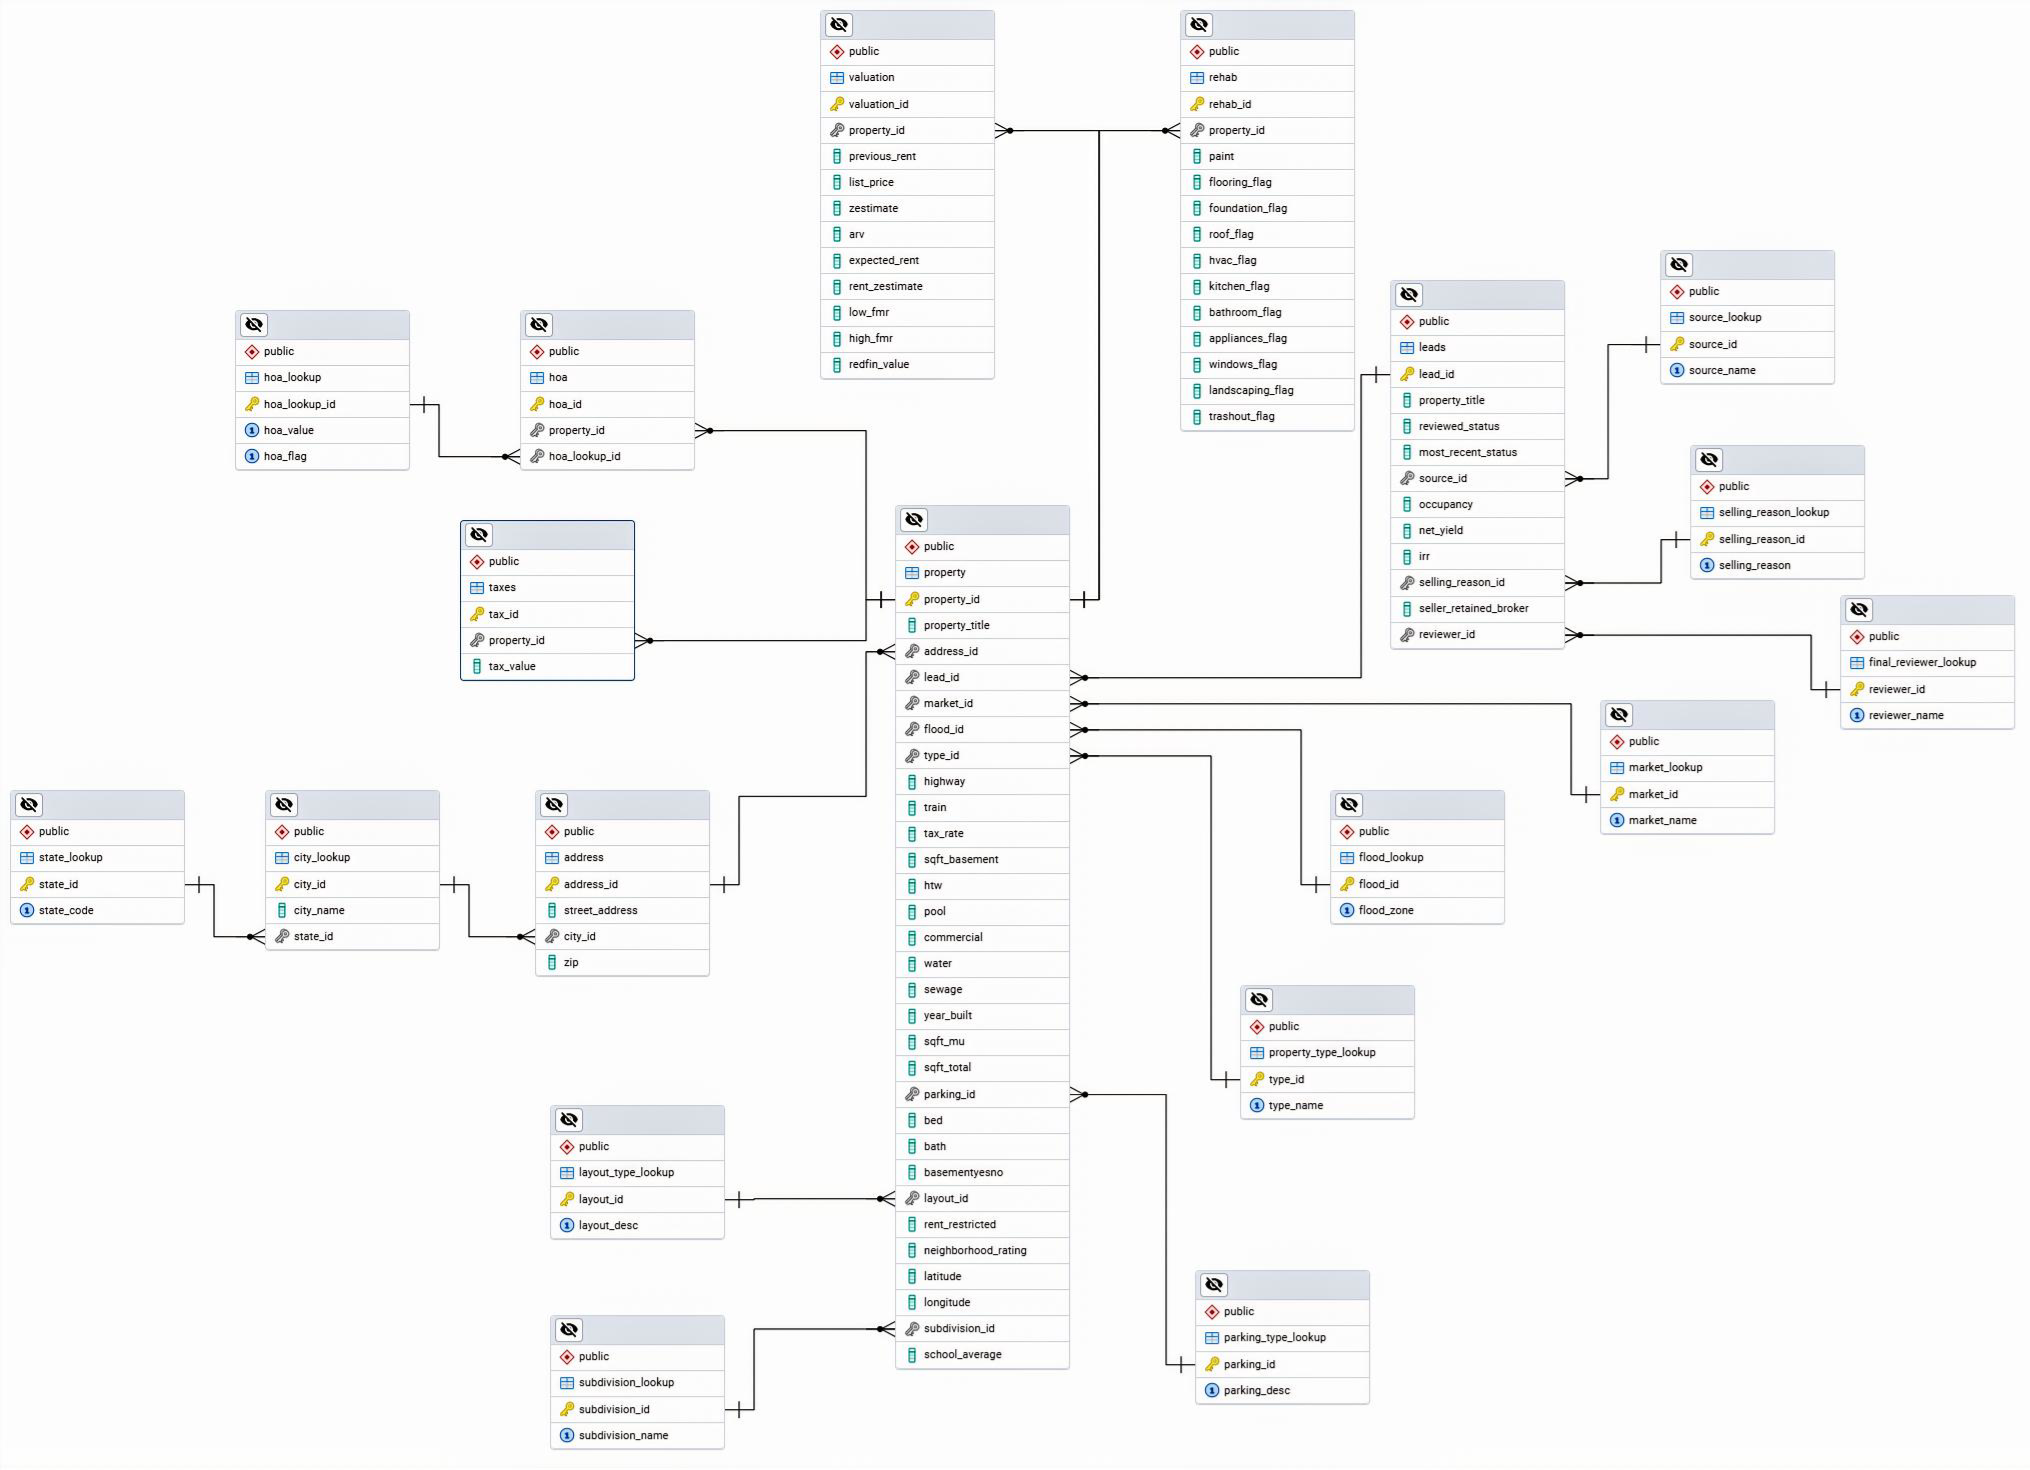 public
valuation
valuation_id
property_id
previous_rent
list_price
zestimate
arv
expected_rent
rent_zestimate
low_fmr
high_fmr
redfin_value
public
rehab
rehab_id
property_id
paint
flooring_flag
foundation_flag
roof_flag
hvac_flag
kitchen_flag
bathroom_flag
appliances_flag
windows_flag
landscaping_flag
trashout_flag
public
source_lookup
source_id
source_name
public
leads
lead_id
property_title
reviewed_status
most_recent_status
source_id
occupancy
net_yield
irr
selling_reason_id
seller_retained_broker
reviewer_id
public
hoa_lookup
hoa_lookup_id
hoa_value
hoa_flag
public
hoa
hoa_id
property_id
hoa_lookup_id
public
selling_reason_lookup
selling_reason_id
selling_reason
public
taxes
tax_id
property_id
tax_value
public
property
property_id
property_title
address_id
lead_id
market_id
flood_id
type_id
highway
train
tax_rate
sqft_basement
htw
pool
commercial
water
sewage
year_built
sqft_mu
sqft_total
parking_id
bed
bath
basementyesno
layout_id
rent_restricted
neighborhood_rating
latitude
longitude
subdivision_id
school_average
public
final_reviewer_lookup
reviewer_id
reviewer_name
public
market_lookup
market_id
market_name
public
state_lookup
state_id
state_code
public
city_lookup
city_id
city_name
state_id
public
address
address_id
street_address
city_id
zip
public
flood_lookup
flood_id
flood_zone
public
property_type_lookup
type_id
type_name
public
layout_type_lookup
layout_id
layout_desc
public
parking_type_lookup
parking_id
parking_desc
public
subdivision_lookup
subdivision_id
subdivision_name